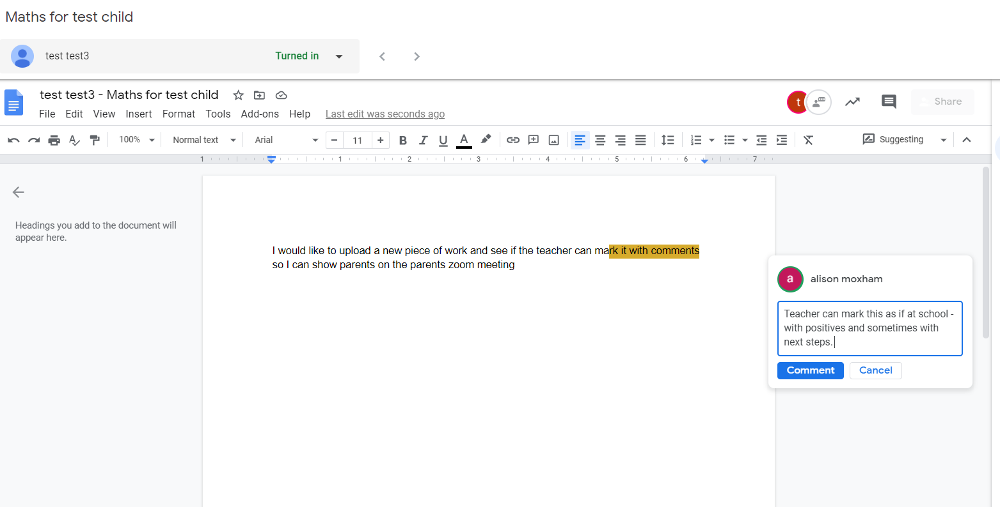 Maths for test child
test test3
Turned in
test test3 - Maths for test child
File Edit View Insert Format Tools Add-ons Help Last edit was seconds ago
t
Share
100% Normal text Arial 11 B I U A Suggesting
1 1 2 3 4 5 6 7
Headings you add to the document will
appear here.
I would like to upload a new piece of work and see if the teacher can mark it with comments
so I can show parents on the parents zoom meeting
a
alison moxham
Teacher can mark this as if at school -
with positives and sometimes with
next steps.
Comment Cancel